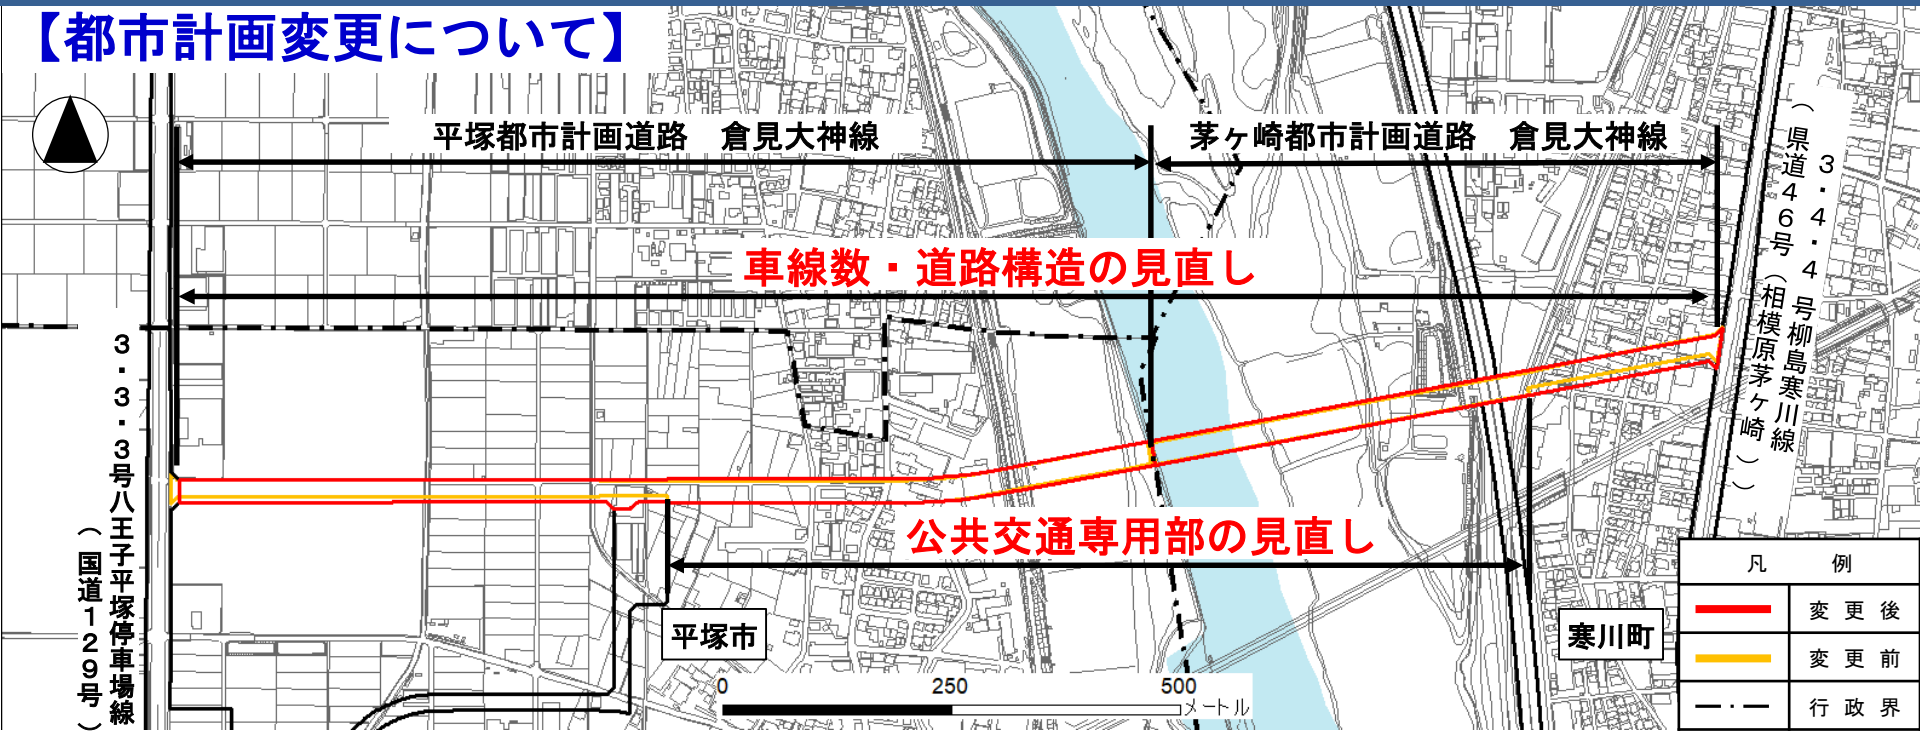 【都市計画変更について】
平塚都市計画道路　倉見大神線
茅ヶ崎都市計画道路　倉見大神線
車線数・道路構造の見直し
公共交通専用部の見直し
3・3・3号八王子平塚停車場線
（国道129号）
3・4・4号柳島寒川線
（県道46号（相模原茅ヶ崎））
平塚市
寒川町
0 250 500
メートル
凡 例
変更後
変更前
行政界